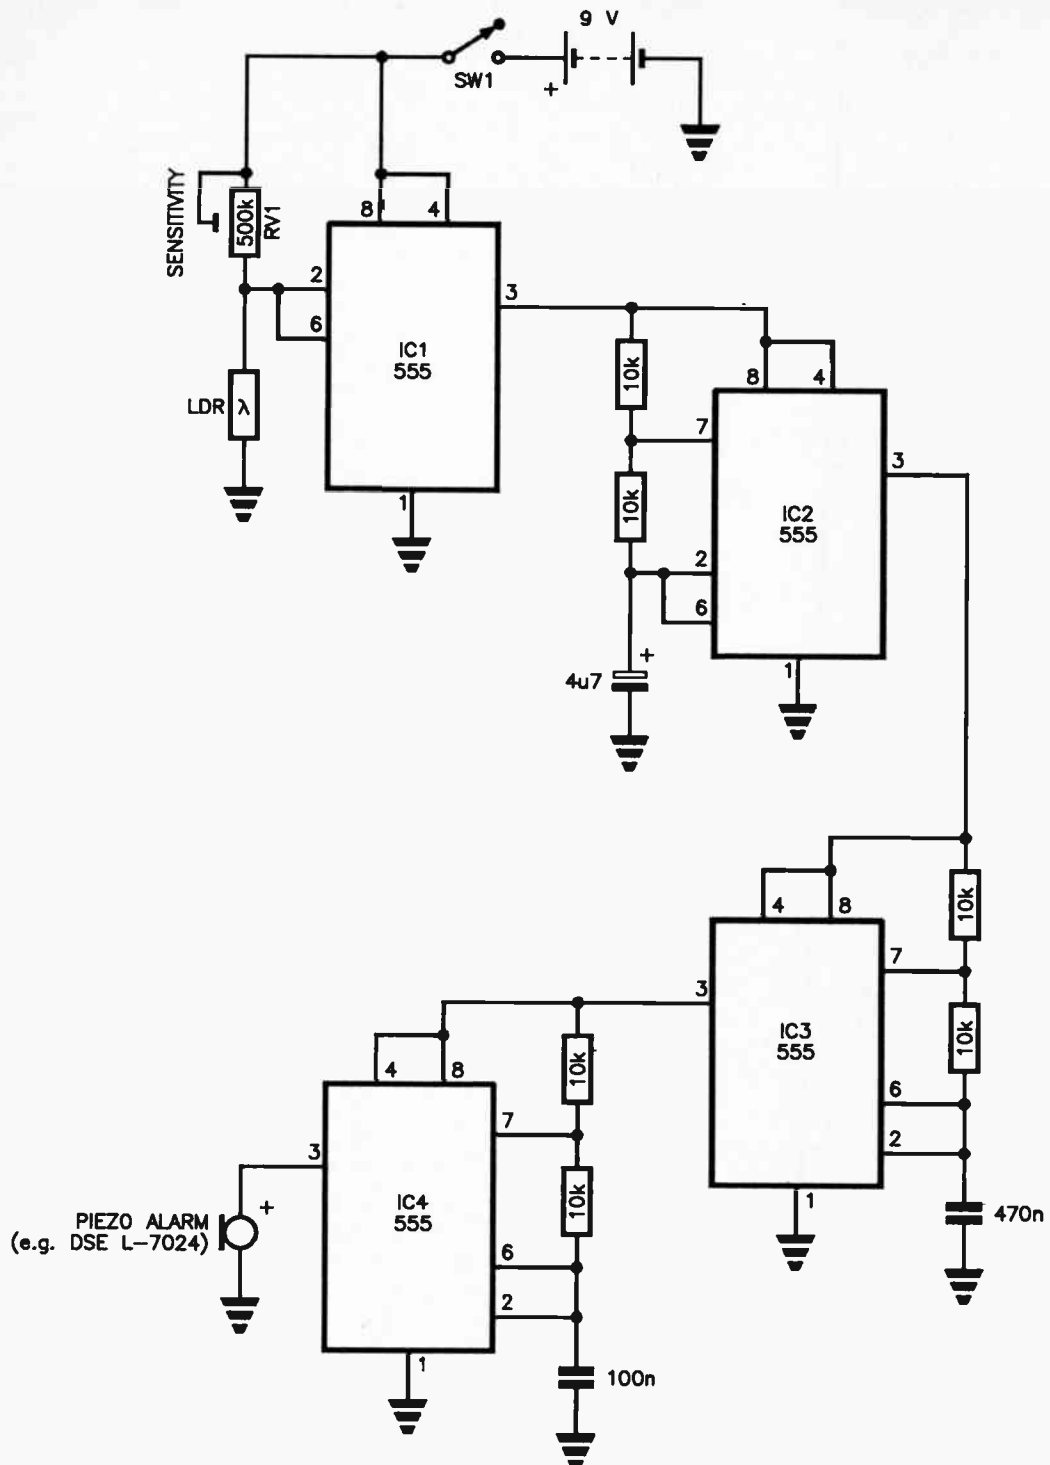 9 V
SW1
+
SENSITIVITY
500k
RV1
8
4
2
6
3
IC1
555
LDR
λ
1
10k
8
4
7
3
10k
IC2
555
2
6
+
4u7
1
4
8
10k
7
3
IC3
555
10k
6
2
1
470n
4
8
10k
7
3
10k
IC4
555
+
PIEZO ALARM
(e.g. DSE L-7024)
6
2
1
100n